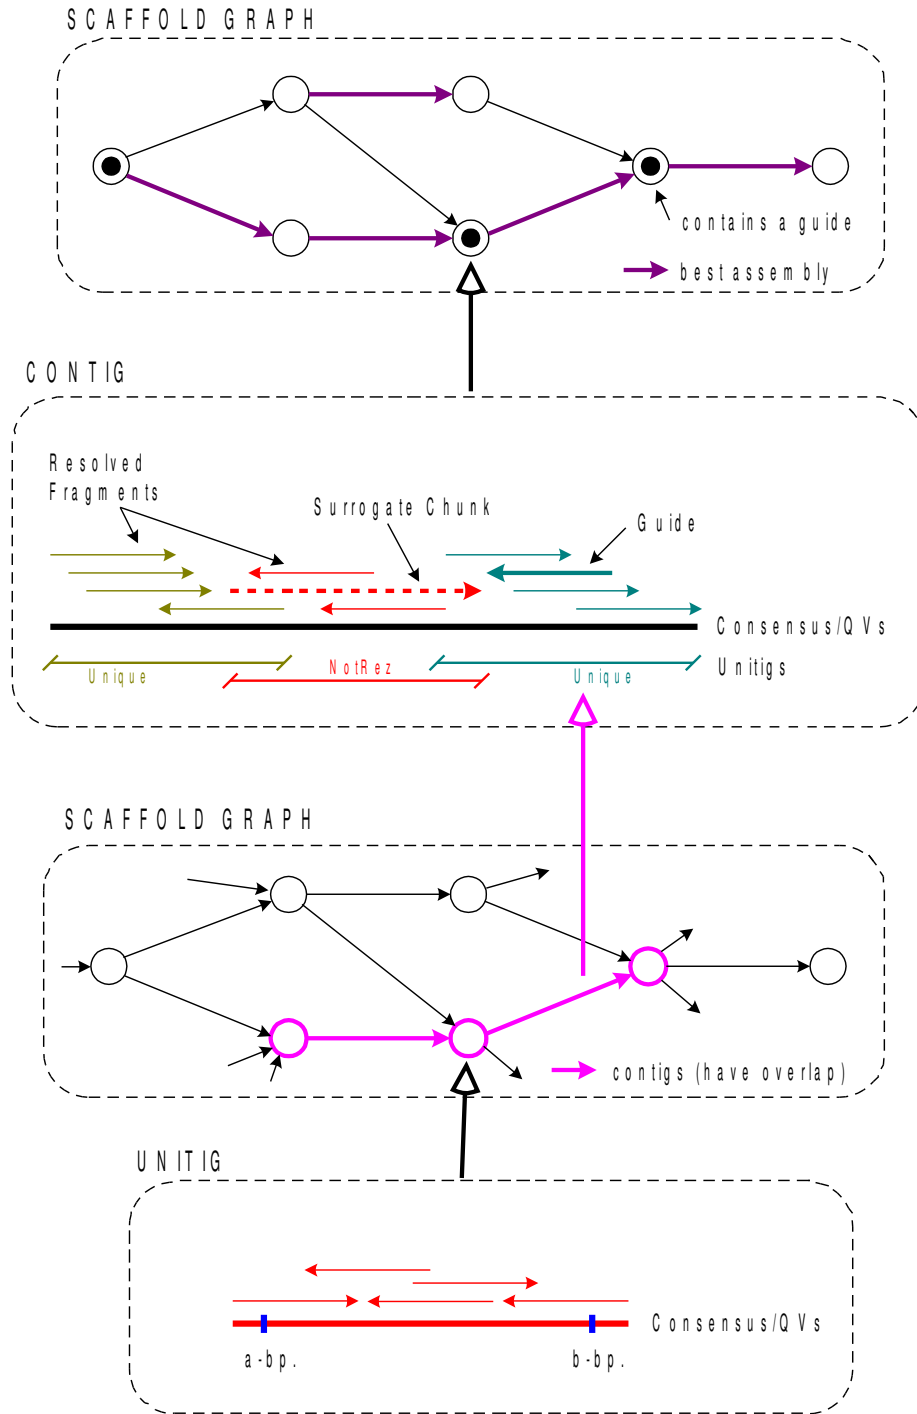 SCAFFOLD GRAPH
contains a guide
best assembly
CONTIG
Resolved
Fragments
Surrogate Chunk
Guide
Consensus/QVs
Unitigs
Unique
NotRez
Unique
SCAFFOLD GRAPH
contigs (have overlap)
UNITIG
Consensus/QVs
a-bp.
b-bp.